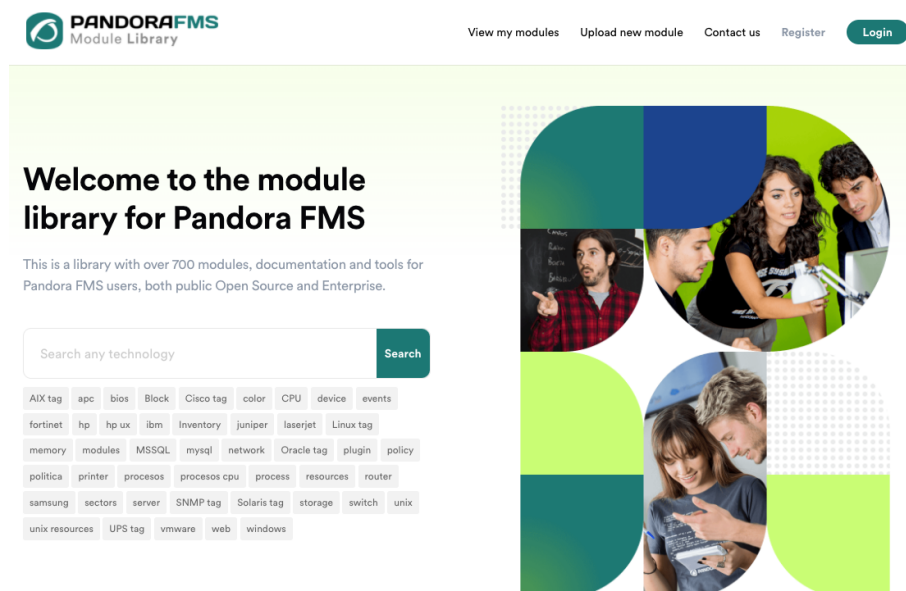 PANDORAFMS
Module Library
View my modules Upload new module Contact us Register Login
Welcome to the module
library for Pandora FMS
This is a library with over 700 modules, documentation and tools for
Pandora FMS users, both public Open Source and Enterprise.
Search any technology Search
AIX tag apc bios Block Cisco tag color CPU device events
fortinet hp hp ux ibm Inventory juniper laserjet Linux tag
memory modules MSSQL mysql network Oracle tag plugin policy
politica printer procesos procesos cpu process resources router
samsung sectors server SNMP tag Solaris tag storage switch unix
unix resources UPS tag vmware web windows